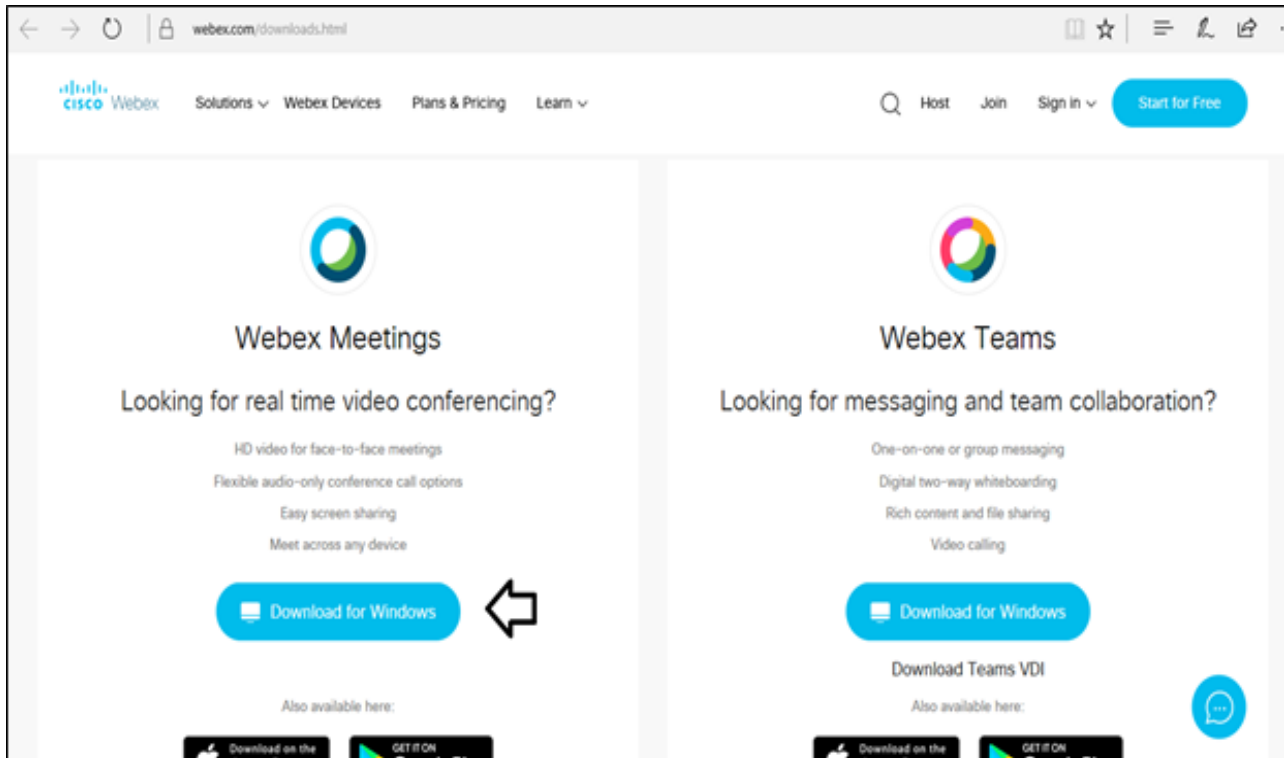 webex.com/downloads.html
cisco Webex Solutions Webex Devices Plans & Pricing Learn Host Join Sign in Start for Free
Webex Meetings
Looking for real time video conferencing?
HD video for face-to-face meetings
Flexible audio-only conference call options
Easy screen sharing
Meet across any device
Download for Windows
Also available here:
Download on the
GET IT ON
Webex Teams
Looking for messaging and team collaboration?
One-on-one or group messaging
Digital two-way whiteboarding
Rich content and file sharing
Video calling
Download for Windows
Download Teams VDI
Also available here:
Download on the
GET IT ON